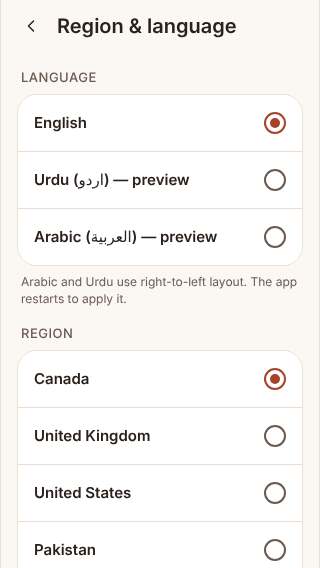 Region & language
LANGUAGE
English
Urdu (اردو) — preview
Arabic (العربية) — preview
Arabic and Urdu use right-to-left layout. The app
restarts to apply it.
REGION
Canada
United Kingdom
United States
Pakistan